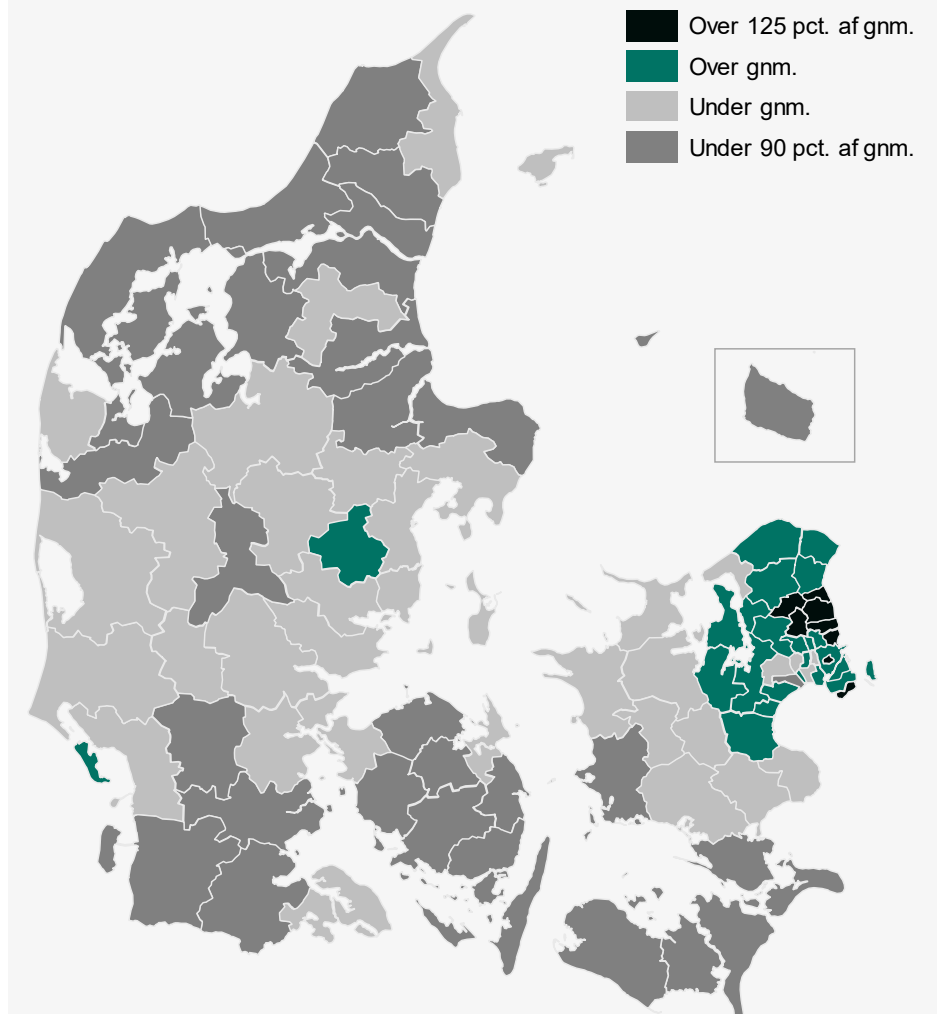 Over 125 pct. af gnm.
Over gnm.
Under gnm.
Under 90 pct. af gnm.